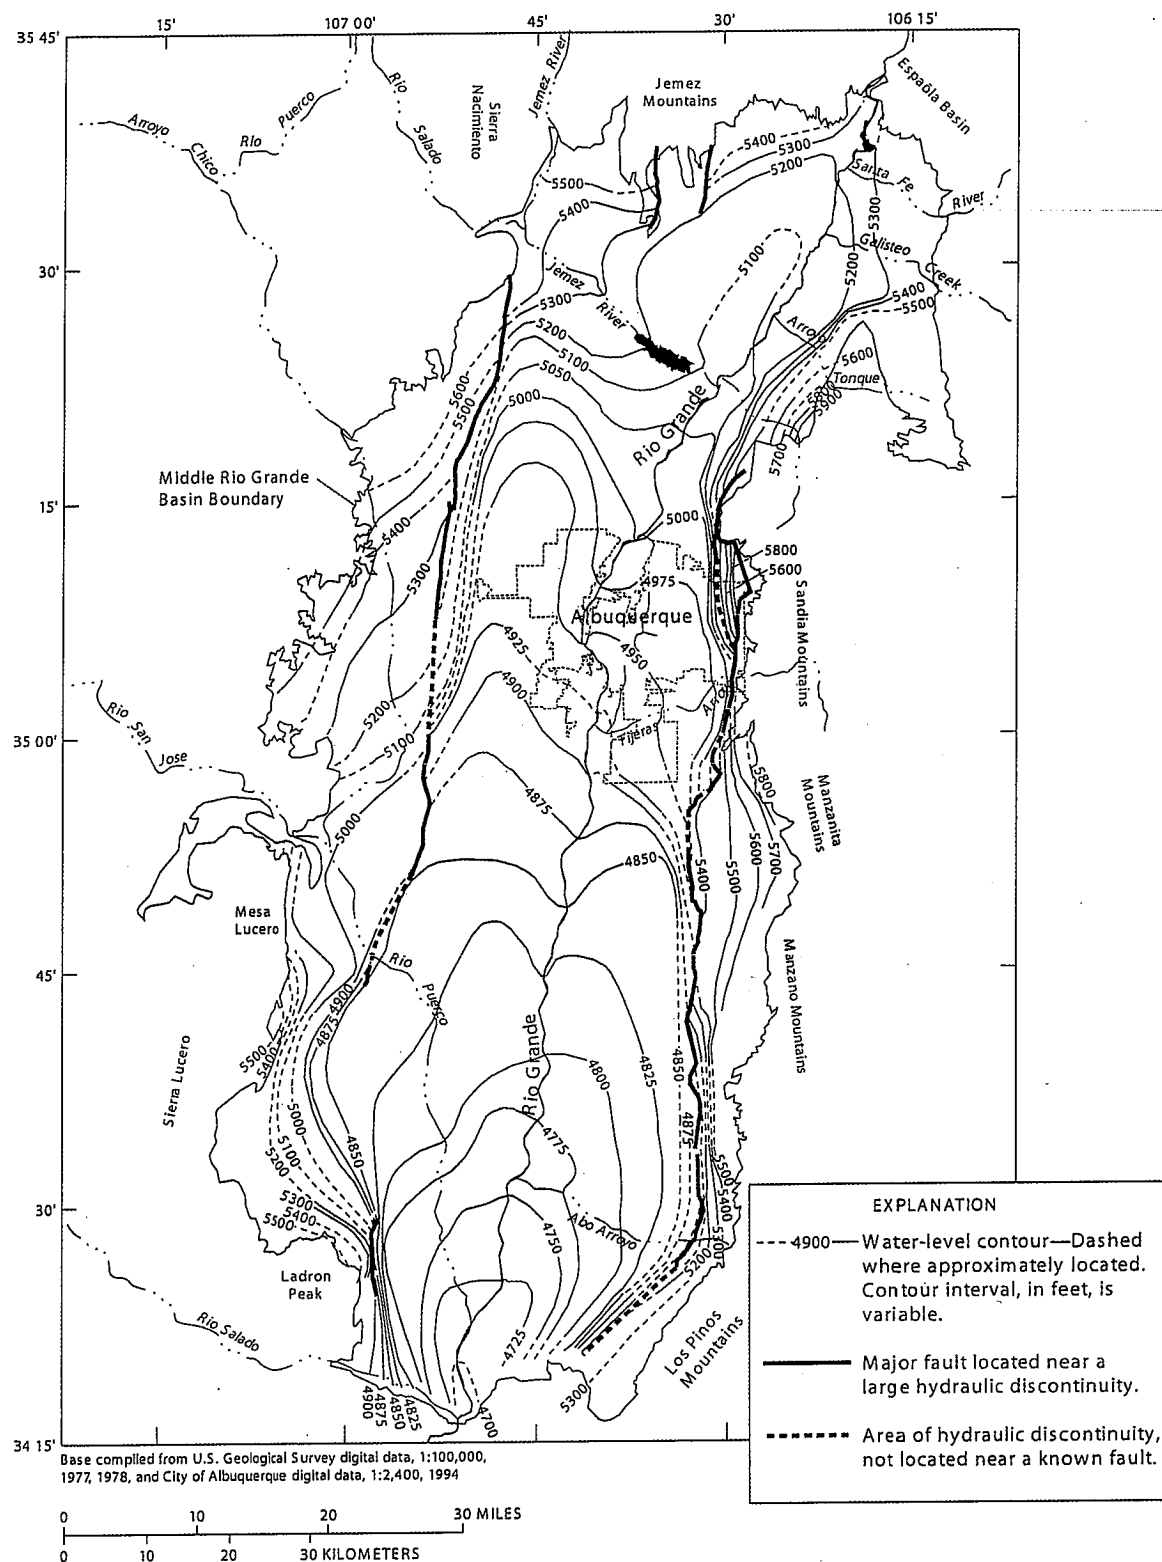 15'
107 00'
45'
30'
106 15'
35 45'
Arroyo
Chico
Rio
Puerco
Rio
Salado
Sierra
Nacimiento
Jemez River
Jemez
Mountains
Española Basin
5400
5300
5200
Santa Fe
River
5500
5400
5300
Galisteo
Creek
5200
5100
30'
Jemez
River
5300
5200
5100
5050
5000
5400
5500
Arroyo
Tonque
5600
5800
5900
5700
5600
5500
Rio Grande
Middle Rio Grande
Basin Boundary
15'
5400
5300
5000
5800
5600
4975
Albuquerque
Sandia Mountains
4925
4950
4900
Arroyo
Tijeras
5200
5100
Rio San
Jose
35 00'
5000
4875
5800
Manzanita
Mountains
4850
5400
5500
5600
5700
Mesa
Lucero
Rio
Puerco
45'
Manzano Mountains
4900
4875
5500
5400
Sierra Lucero
Rio Grande
4800
4825
4850
4875
5000
5100
5200
4850
4775
5500
5400
5300
5200
30'
5300
5400
5500
Abo Arroyo
4750
Ladron
Peak
Rio Salado
4725
Los Pinos
Mountains
5300
4900
4875
4850
4825
4700
34 15'
EXPLANATION
4900
Water-level contour—Dashed
where approximately located.
Contour interval, in feet, is
variable.
Major fault located near a
large hydraulic discontinuity.
Area of hydraulic discontinuity,
not located near a known fault.
Base compiled from U.S. Geological Survey digital data, 1:100,000,
1977, 1978, and City of Albuquerque digital data, 1:2,400, 1994
0 10 20 30 MILES
0 10 20 30 KILOMETERS